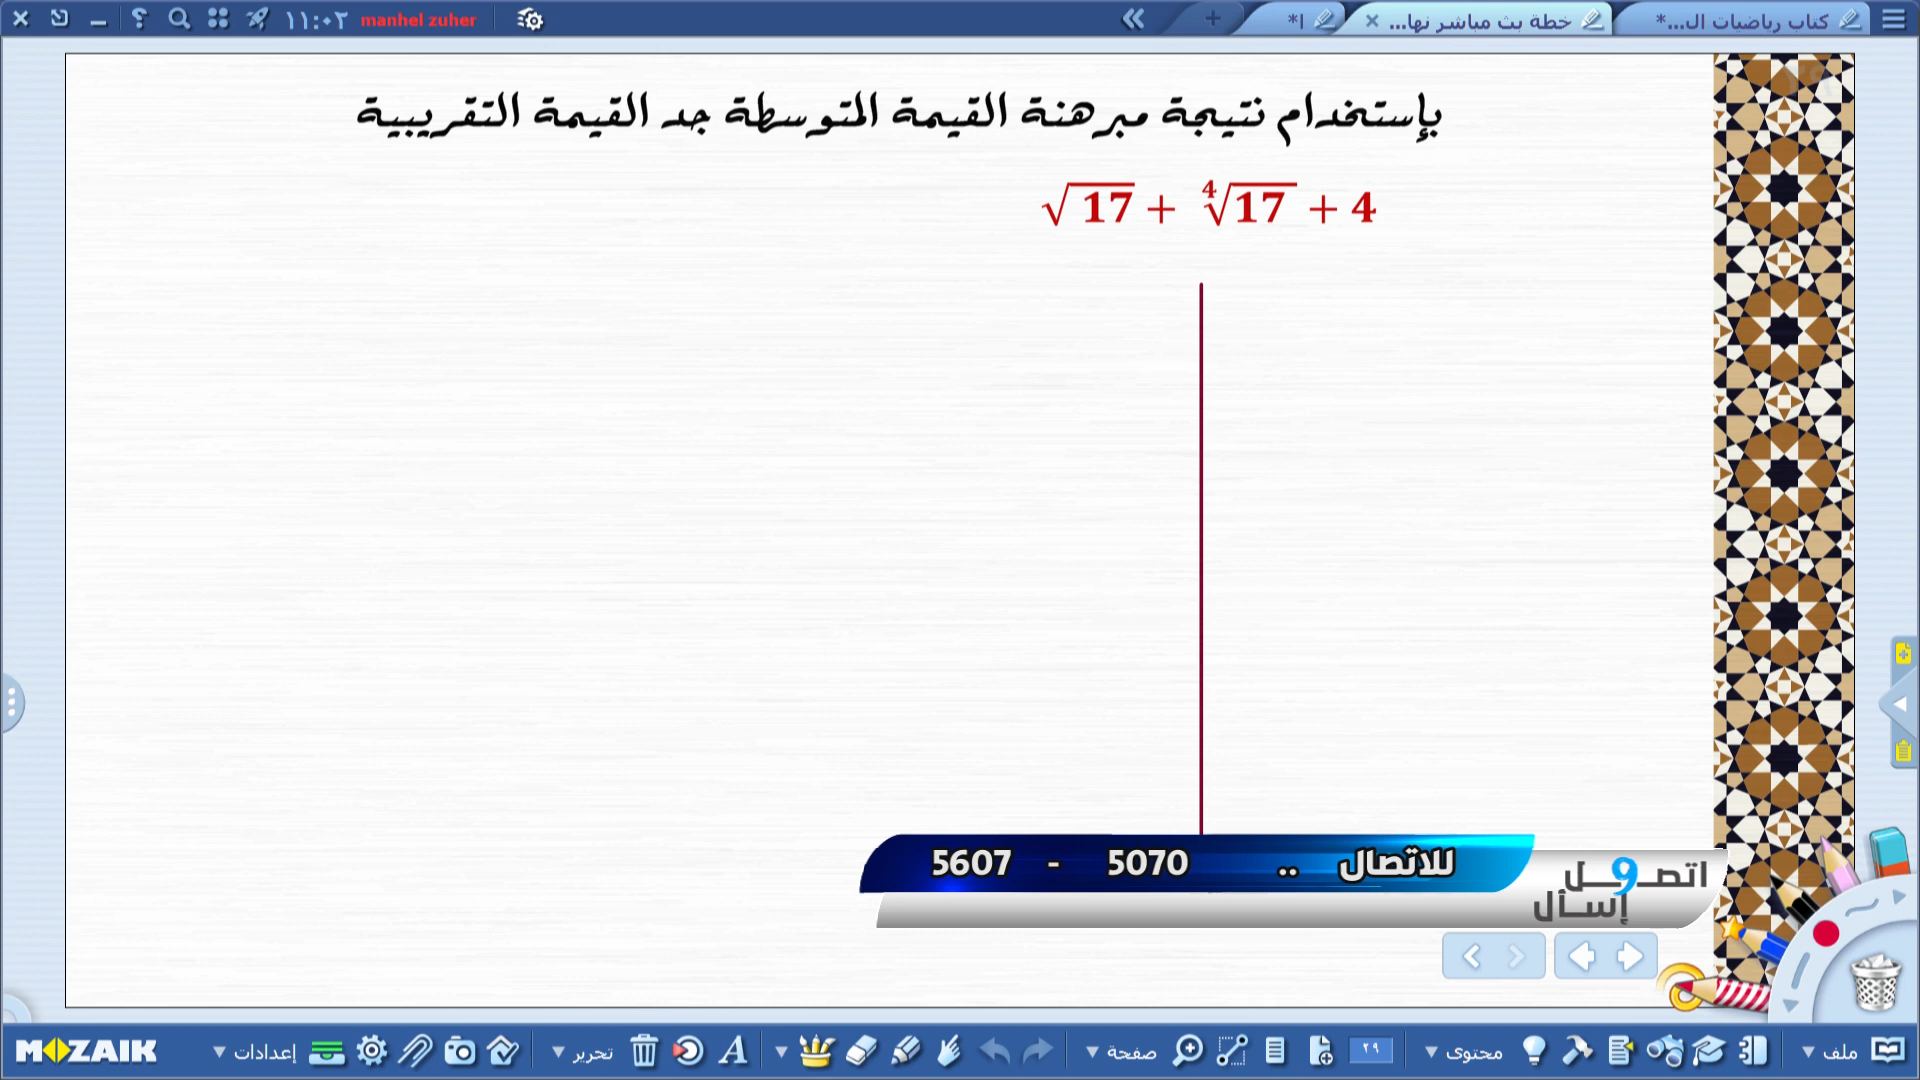 كتاب رياضيات ال...*
خطة بث مباشر نها...
ا*
manhel zuher
١١:٠٢
بإستخدام نتيجة مبرهنة القيمة المتوسطة جد القيمة التقريبية
√17 + ∜17 + 4
للاتصال .. 5070 - 5607
اتصل و إسأل
ملف
محتوى
٢٩
صفحة
تحرير
إعدادات
MOZAIK